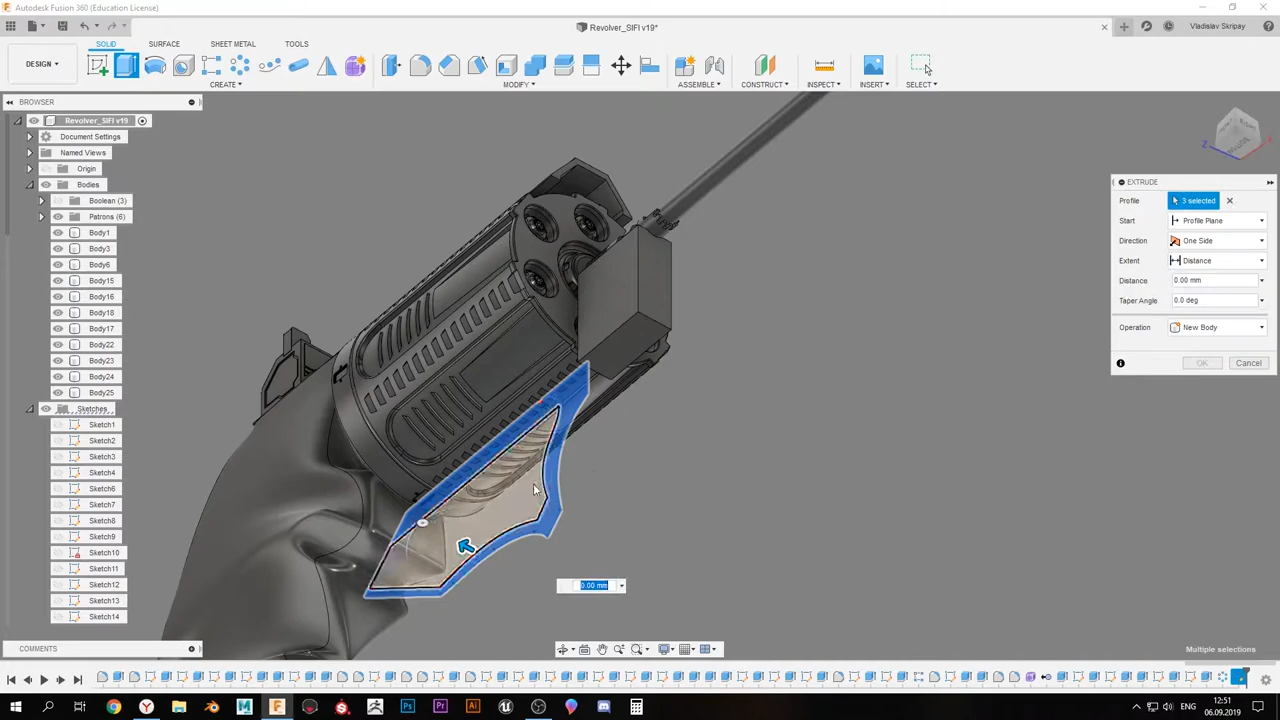 Autodesk Fusion 360 (Education License)
Revolver_SIFI v19*
Vladislav Skripay
SOLID SURFACE SHEET METAL TOOLS
DESIGN
CREATE MODIFY ASSEMBLE CONSTRUCT INSPECT INSERT SELECT
BROWSER
Revolver_SIFI v19
Document Settings
Named Views
Origin
Bodies
Boolean (3)
Patrons (6)
Body1
Body3
Body6
Body15
Body16
Body18
Body17
Body22
Body23
Body24
Body25
Sketches
Sketch1
Sketch2
Sketch3
Sketch4
Sketch6
Sketch7
Sketch8
Sketch9
Sketch10
Sketch11
Sketch12
Sketch13
Sketch14
COMMENTS
0.00 mm
Z
EXTRUDE
Profile 3 selected
Start Profile Plane
Direction One Side
Extent Distance
Distance 0.00 mm
Taper Angle 0.0 deg
Operation New Body
OK Cancel
Multiple selections
ENG
12:51
06.09.2019